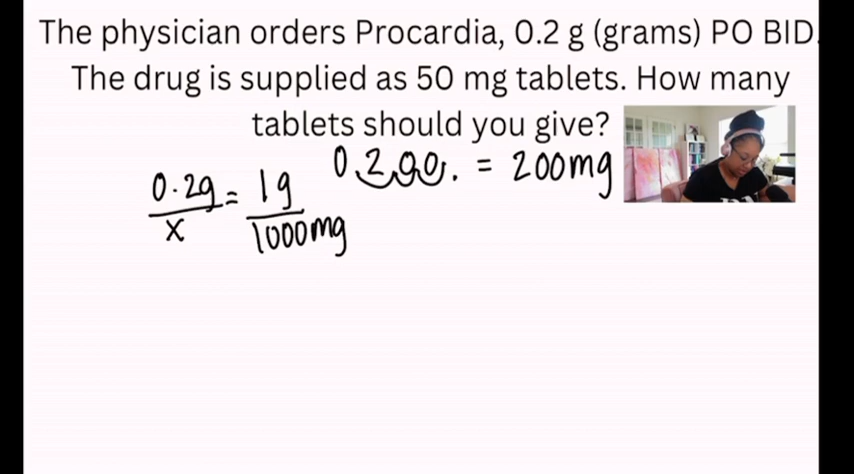 The physician orders Procardia, 0.2 g (grams) PO BID.
The drug is supplied as 50 mg tablets. How many
tablets should you give?
0.200. = 200mg
0.2g = 1g
x 1000mg